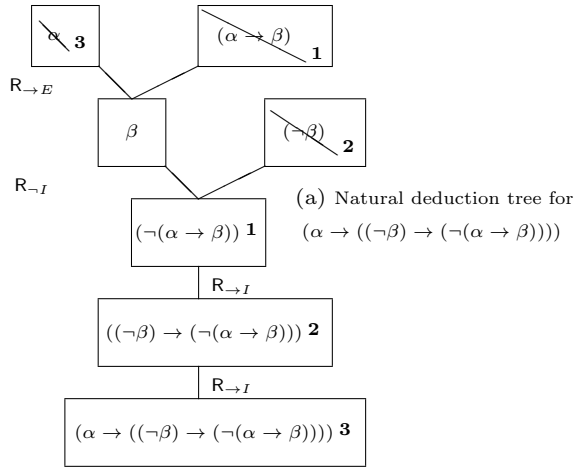 α 3 (α → β) 1
R→E
β (¬β) 2
R¬I
(¬(α → β)) 1
(a) Natural deduction tree for
(α → ((¬β) → (¬(α → β))))
R→I
((¬β) → (¬(α → β))) 2
R→I
(α → ((¬β) → (¬(α → β)))) 3